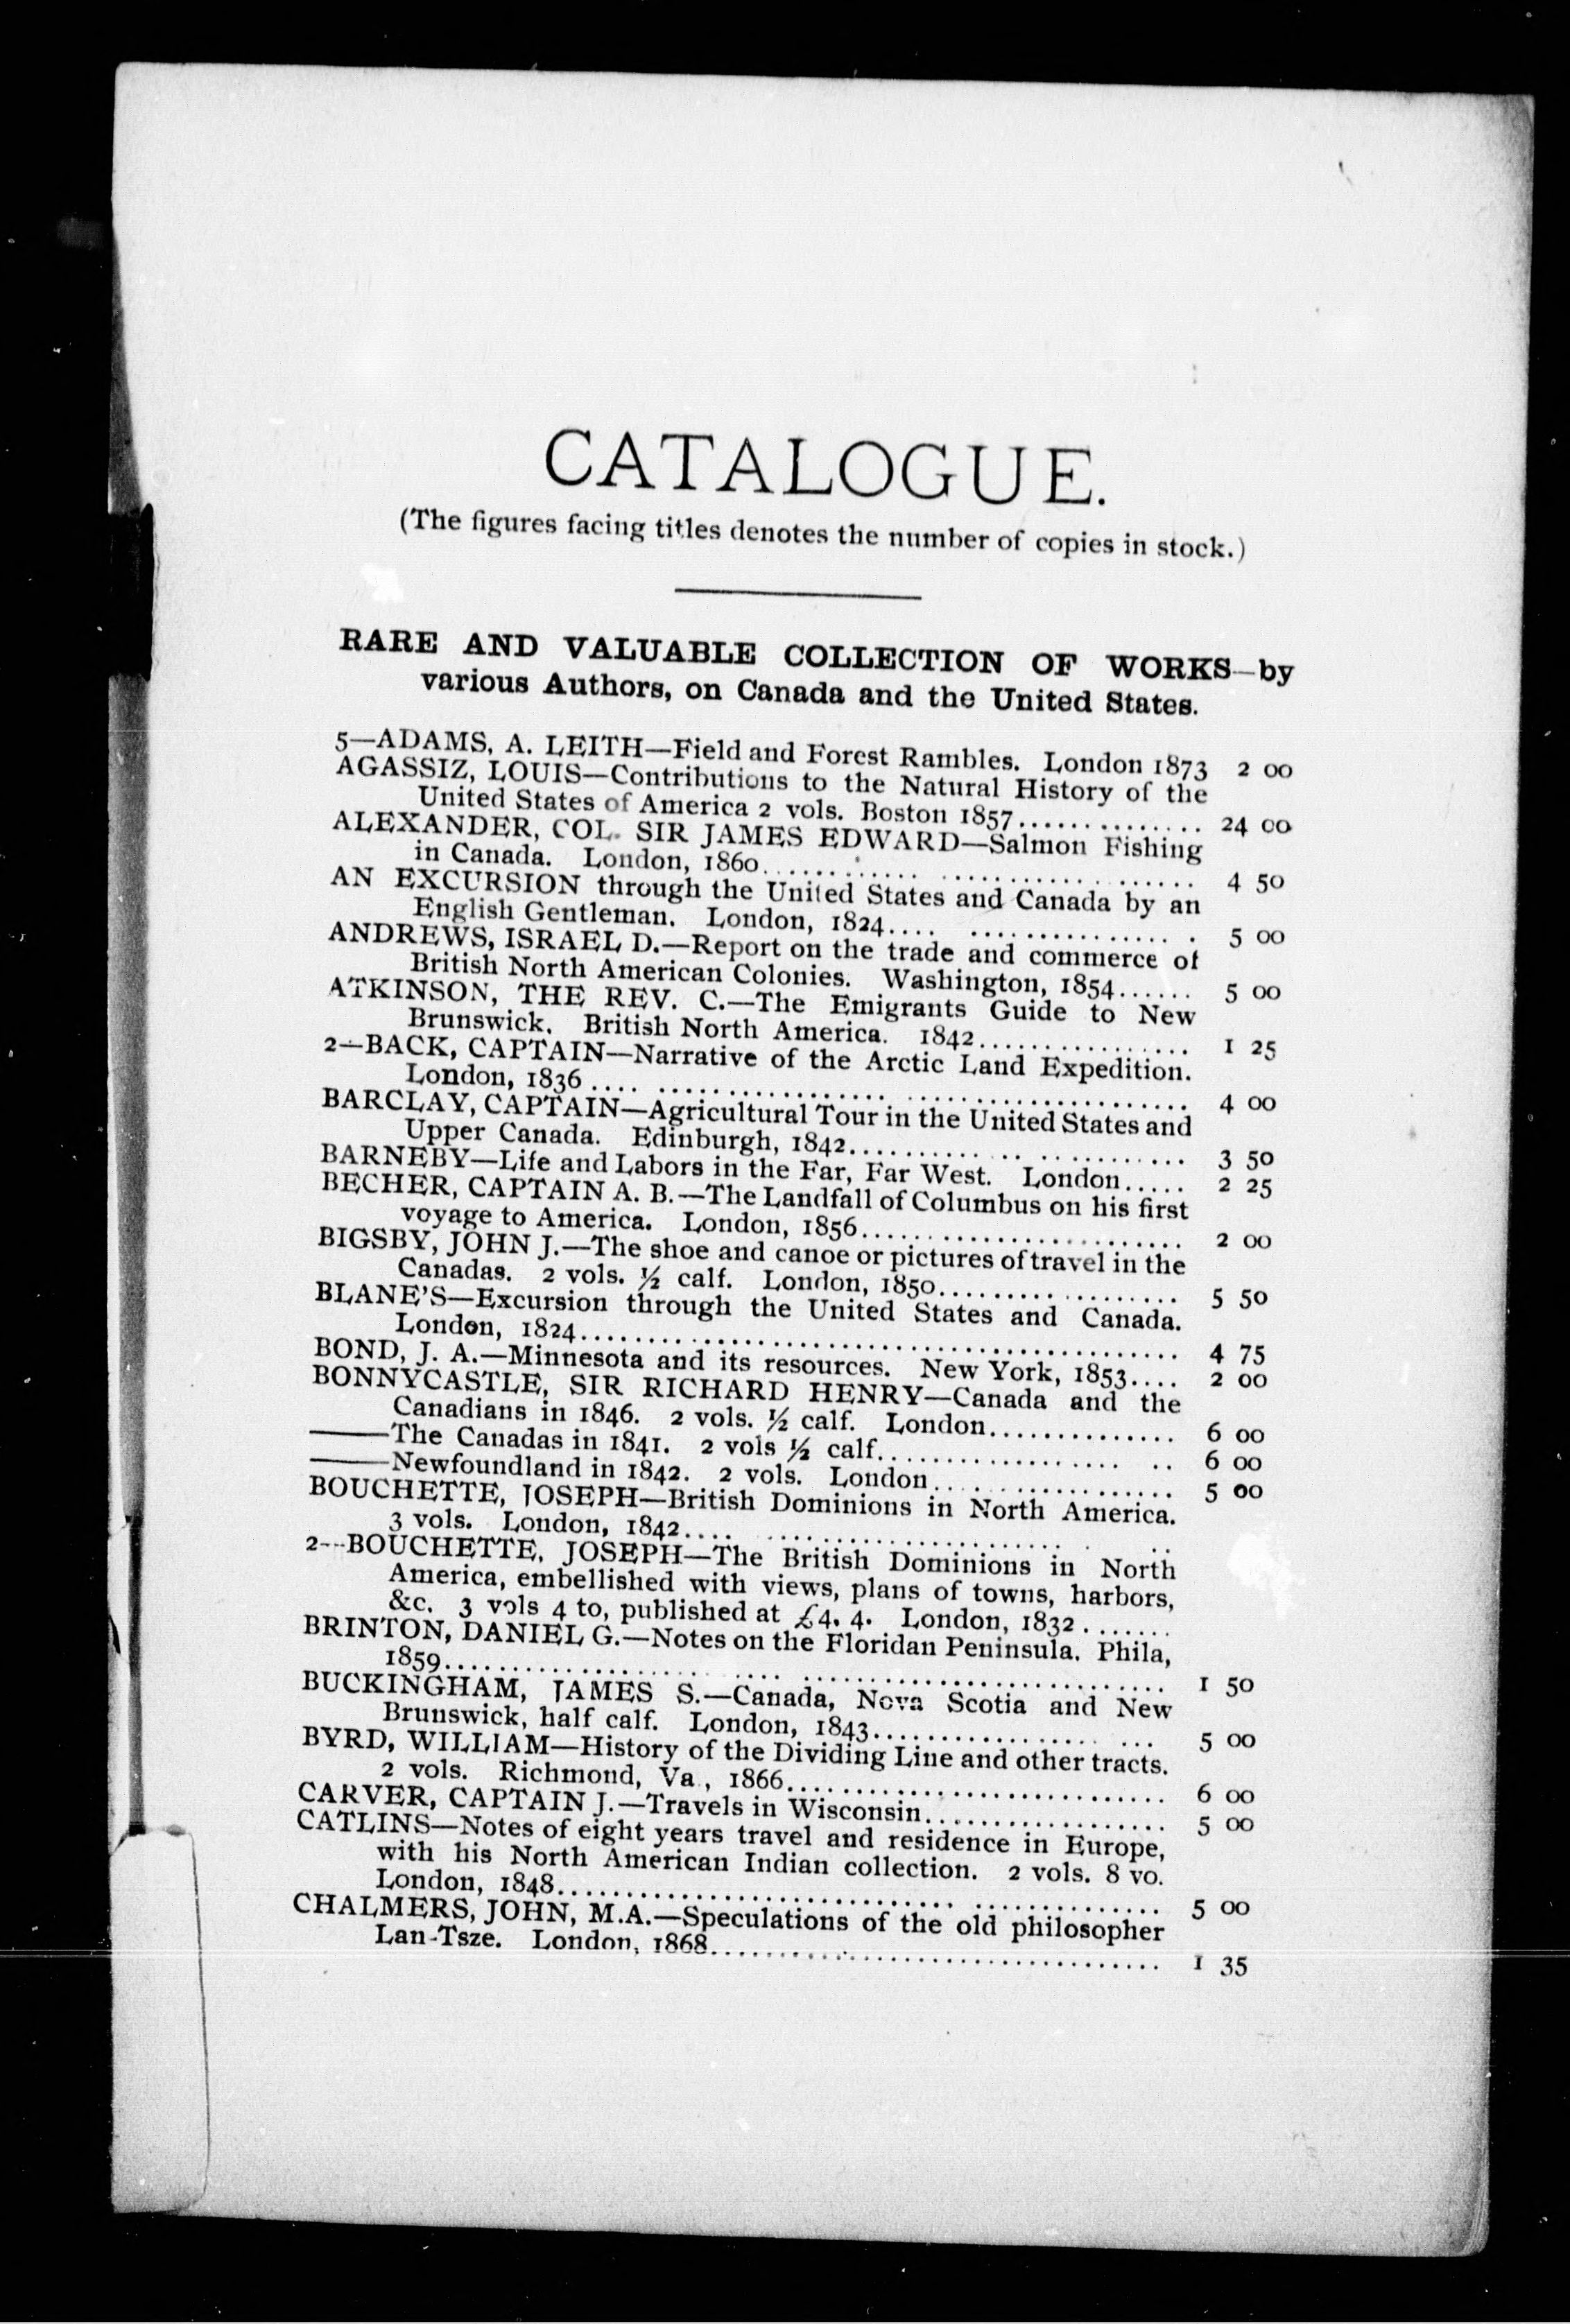 CATALOGUE.
(The figures facing titles denotes the number of copies in stock.)
RARE AND VALUABLE COLLECTION OF WORKS—by
various Authors, on Canada and the United States.
5—ADAMS, A. LEITH—Field and Forest Rambles. London 1873 2 00
AGASSIZ, LOUIS—Contributions to the Natural History of the
United States of America 2 vols. Boston 1857.............. 24 00
ALEXANDER, COL. SIR JAMES EDWARD—Salmon Fishing
in Canada. London, 1860.............................. 4 50
AN EXCURSION through the United States and Canada by an
English Gentleman. London, 1824.... ................ . 5 00
ANDREWS, ISRAEL D.—Report on the trade and commerce of
British North American Colonies. Washington, 1854...... 5 00
ATKINSON, THE REV. C.—The Emigrants Guide to New
Brunswick. British North America. 1842................ 1 25
2—BACK, CAPTAIN—Narrative of the Arctic Land Expedition.
London, 1836 .... ................. ..................... 4 00
BARCLAY, CAPTAIN—Agricultural Tour in the United States and
Upper Canada. Edinburgh, 1842.......... .. .......... 3 50
BARNEBY—Life and Labors in the Far, Far West. London..... 2 25
BECHER, CAPTAIN A. B.—The Landfall of Columbus on his first
voyage to America. London, 1856........................ 2 00
BIGSBY, JOHN J.—The shoe and canoe or pictures of travel in the
Canadas. 2 vols. ½ calf. London, 1850.................. 5 50
BLANE'S—Excursion through the United States and Canada.
London, 1824............................................ 4 75
BOND, J. A.—Minnesota and its resources. New York, 1853.... 2 00
BONNYCASTLE, SIR RICHARD HENRY—Canada and the
Canadians in 1846. 2 vols. ½ calf. London.............. 6 00
———The Canadas in 1841. 2 vols ½ calf.................. .. 6 00
———Newfoundland in 1842. 2 vols. London.................. 5 00
BOUCHETTE, JOSEPH—British Dominions in North America.
3 vols. London, 1842.... ...................... . ..
2--BOUCHETTE, JOSEPH—The British Dominions in North
America, embellished with views, plans of towns, harbors,
&c. 3 vols 4 to, published at £4. 4. London, 1832.......
BRINTON, DANIEL G.—Notes on the Floridan Peninsula. Phila,
1859.................... .... ........................... 1 50
BUCKINGHAM, JAMES S.—Canada, Nova Scotia and New
Brunswick, half calf. London, 1843................. ... 5 00
BYRD, WILLIAM—History of the Dividing Line and other tracts.
2 vols. Richmond, Va., 1866............................ 6 00
CARVER, CAPTAIN J.—Travels in Wisconsin.................. 5 00
CATLINS—Notes of eight years travel and residence in Europe,
with his North American Indian collection. 2 vols. 8 vo.
London, 1848............................. .............. 5 00
CHALMERS, JOHN, M.A.—Speculations of the old philosopher
Lan-Tsze. London, 1868................................. 1 35